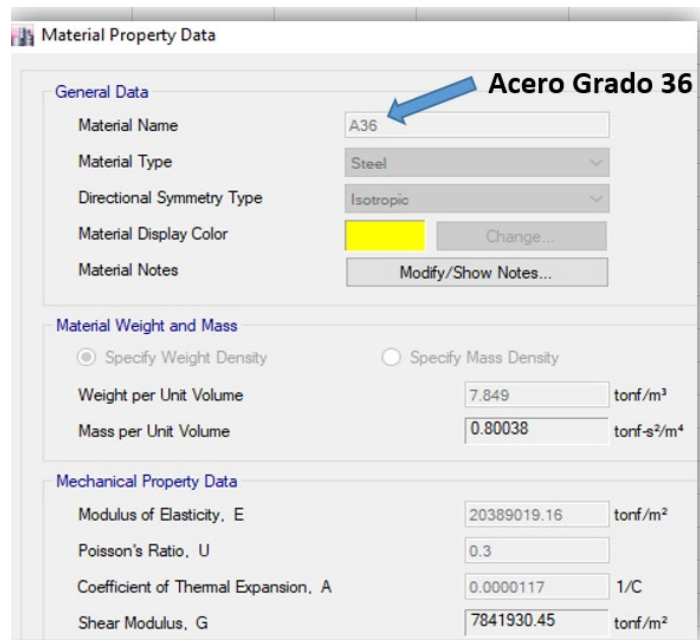 Material Property Data
Acero Grado 36
General Data
Material Name A36
Material Type Steel
Directional Symmetry Type Isotropic
Material Display Color Change...
Material Notes Modify/Show Notes...
Material Weight and Mass
Specify Weight Density Specify Mass Density
Weight per Unit Volume 7.849 tonf/m³
Mass per Unit Volume 0.80038 tonf-s²/m⁴
Mechanical Property Data
Modulus of Elasticity, E 20389019.16 tonf/m²
Poisson's Ratio, U 0.3
Coefficient of Thermal Expansion, A 0.0000117 1/C
Shear Modulus, G 7841930.45 tonf/m²